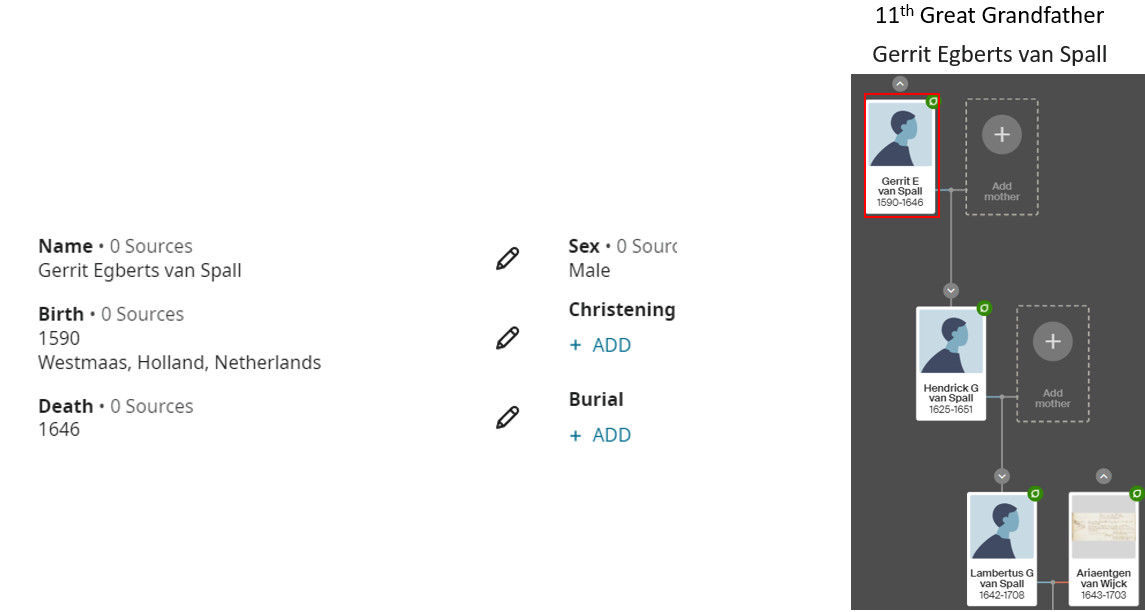 11th Great Grandfather
Gerrit Egberts van Spall
Name • 0 Sources
Gerrit Egberts van Spall
Birth • 0 Sources
1590
Westmaas, Holland, Netherlands
Death • 0 Sources
1646
Sex • 0 Sourc
Male
Christening
+ ADD
Burial
+ ADD
Gerrit E
van Spall
1590-1646
Add
mother
Hendrick G
van Spall
1625-1651
Add
mother
Lambertus G
van Spall
1642-1708
Ariaentgen
van Wijck
1643-1703